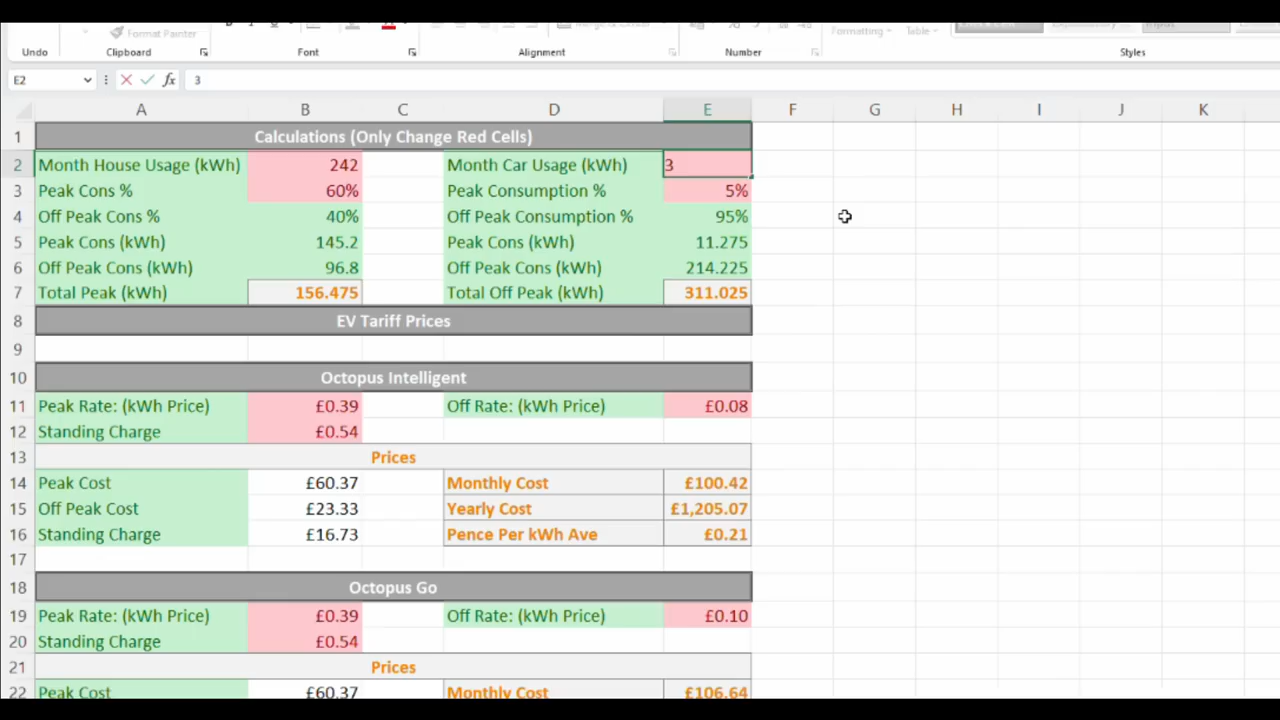 Format Painter
Formatting
Table
Undo
Clipboard
Font
Alignment
Number
Styles
E2
fx
3
A B C D E F G H I J K
1 Calculations (Only Change Red Cells)
2 Month House Usage (kWh) 242 Month Car Usage (kWh) 3
3 Peak Cons % 60% Peak Consumption % 5%
4 Off Peak Cons % 40% Off Peak Consumption % 95%
5 Peak Cons (kWh) 145.2 Peak Cons (kWh) 11.275
6 Off Peak Cons (kWh) 96.8 Off Peak Cons (kWh) 214.225
7 Total Peak (kWh) 156.475 Total Off Peak (kWh) 311.025
8 EV Tariff Prices
9
10 Octopus Intelligent
11 Peak Rate: (kWh Price) £0.39 Off Rate: (kWh Price) £0.08
12 Standing Charge £0.54
13 Prices
14 Peak Cost £60.37 Monthly Cost £100.42
15 Off Peak Cost £23.33 Yearly Cost £1,205.07
16 Standing Charge £16.73 Pence Per kWh Ave £0.21
17
18 Octopus Go
19 Peak Rate: (kWh Price) £0.39 Off Rate: (kWh Price) £0.10
20 Standing Charge £0.54
21 Prices
22 Peak Cost £60.37 Monthly Cost £106.64